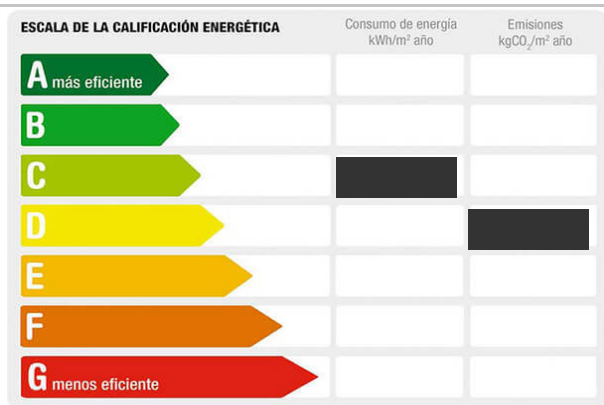 ESCALA DE LA CALIFICACIÓN ENERGÉTICA
Consumo de energía
kWh/m² año
Emisiones
kgCO₂/m² año
A más eficiente
B
C
D
E
F
G menos eficiente